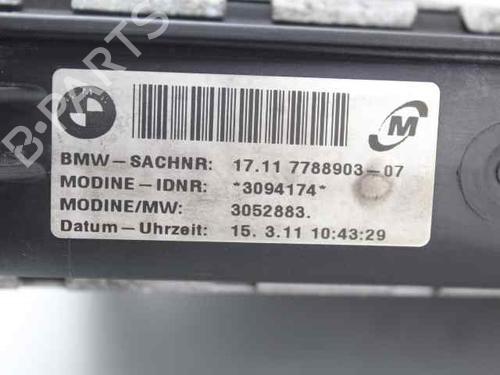 B-PARTS
BMW
M
BMW-SACHNR: 17.11 7788903-07
MODINE-IDNR: *3094174*
MODINE/MW: 3052883.
Datum-Uhrzeit: 15. 3.11 10:43:29